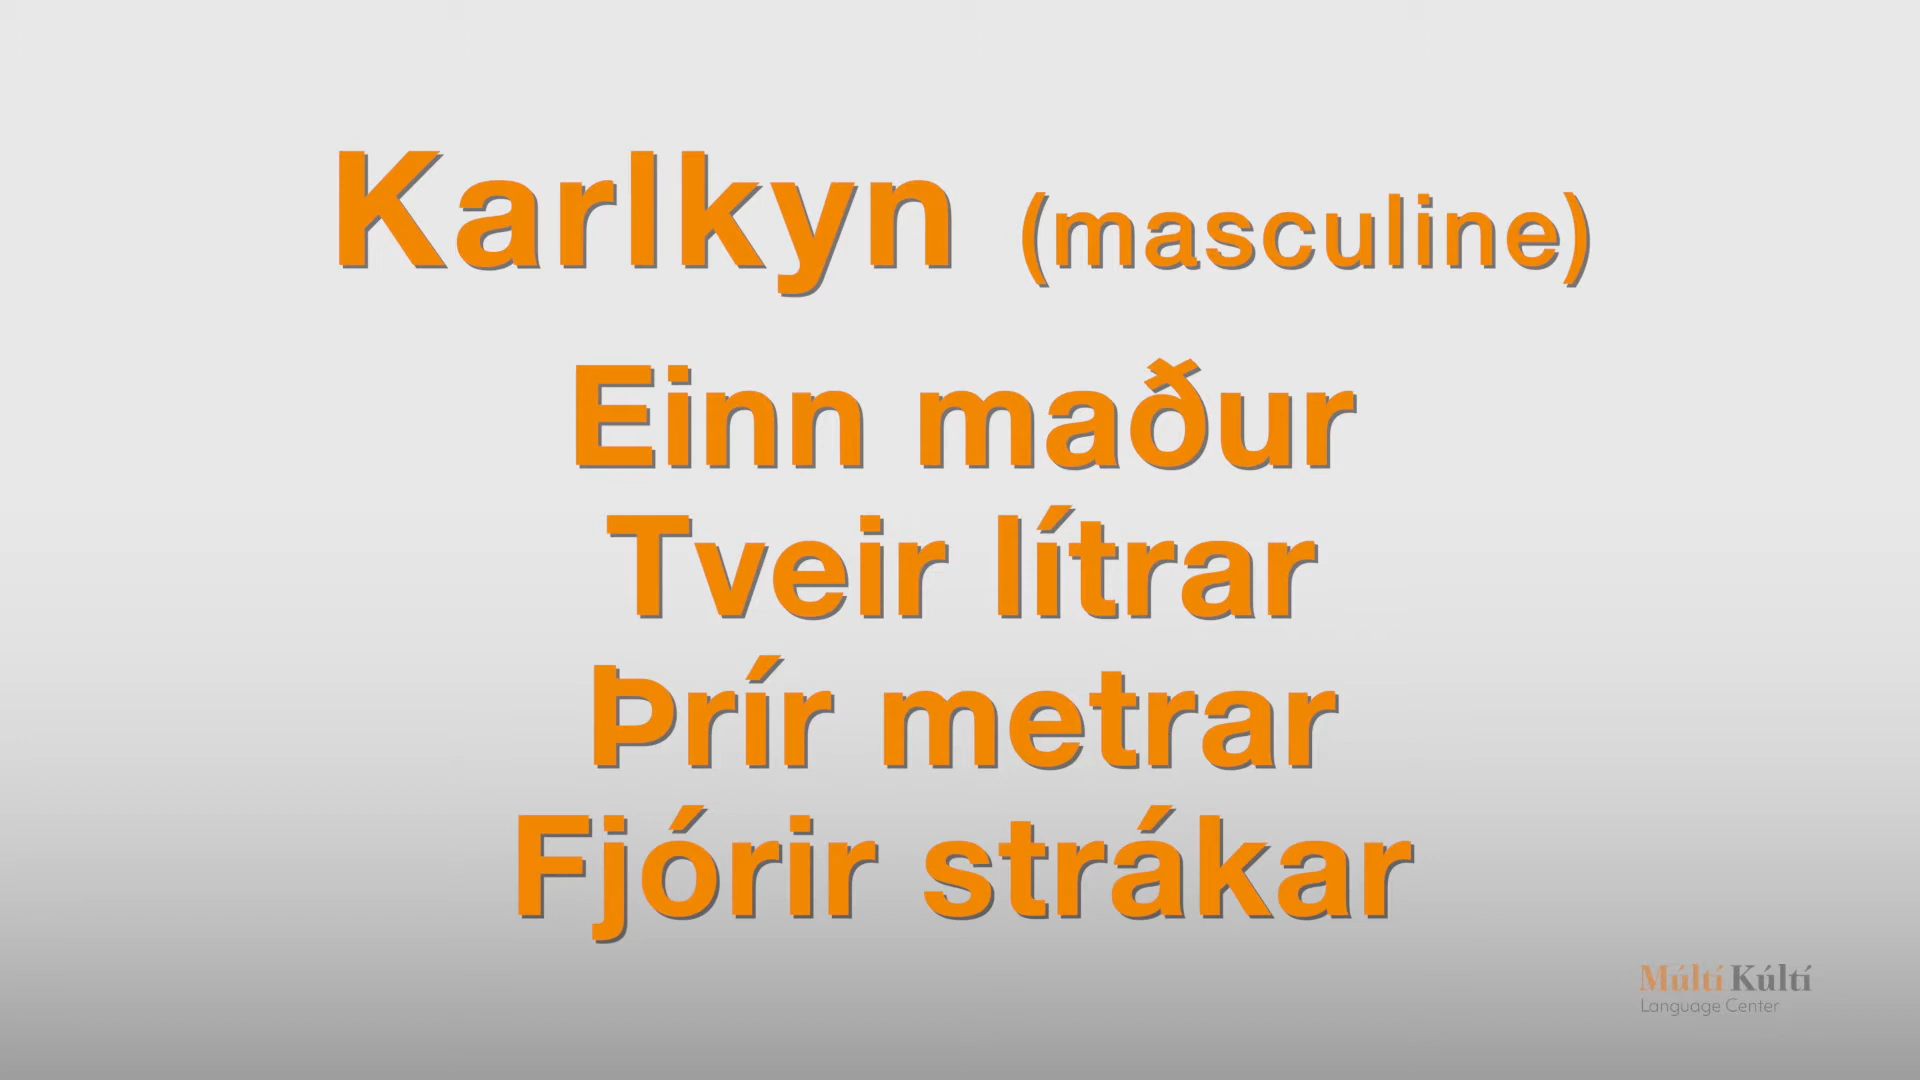 Karlkyn (masculine)
Einn maður
Tveir lítrar
Þrír metrar
Fjórir strákar
Múltí Kúltí
Language Center